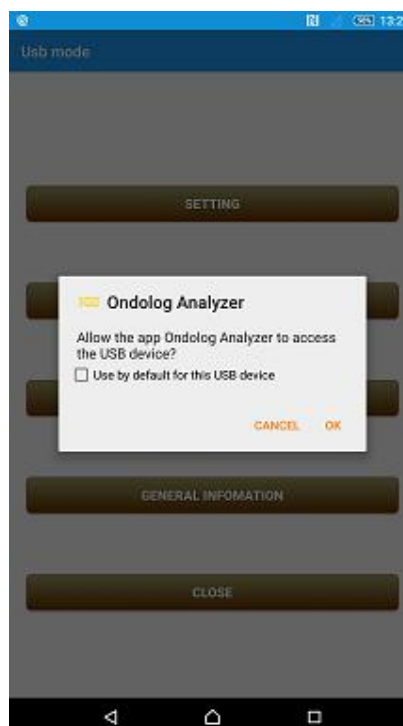 13:2
Usb mode
SETTING
Ondolog Analyzer
Allow the app Ondolog Analyzer to access
the USB device?
Use by default for this USB device
CANCEL OK
GENERAL INFOMATION
CLOSE